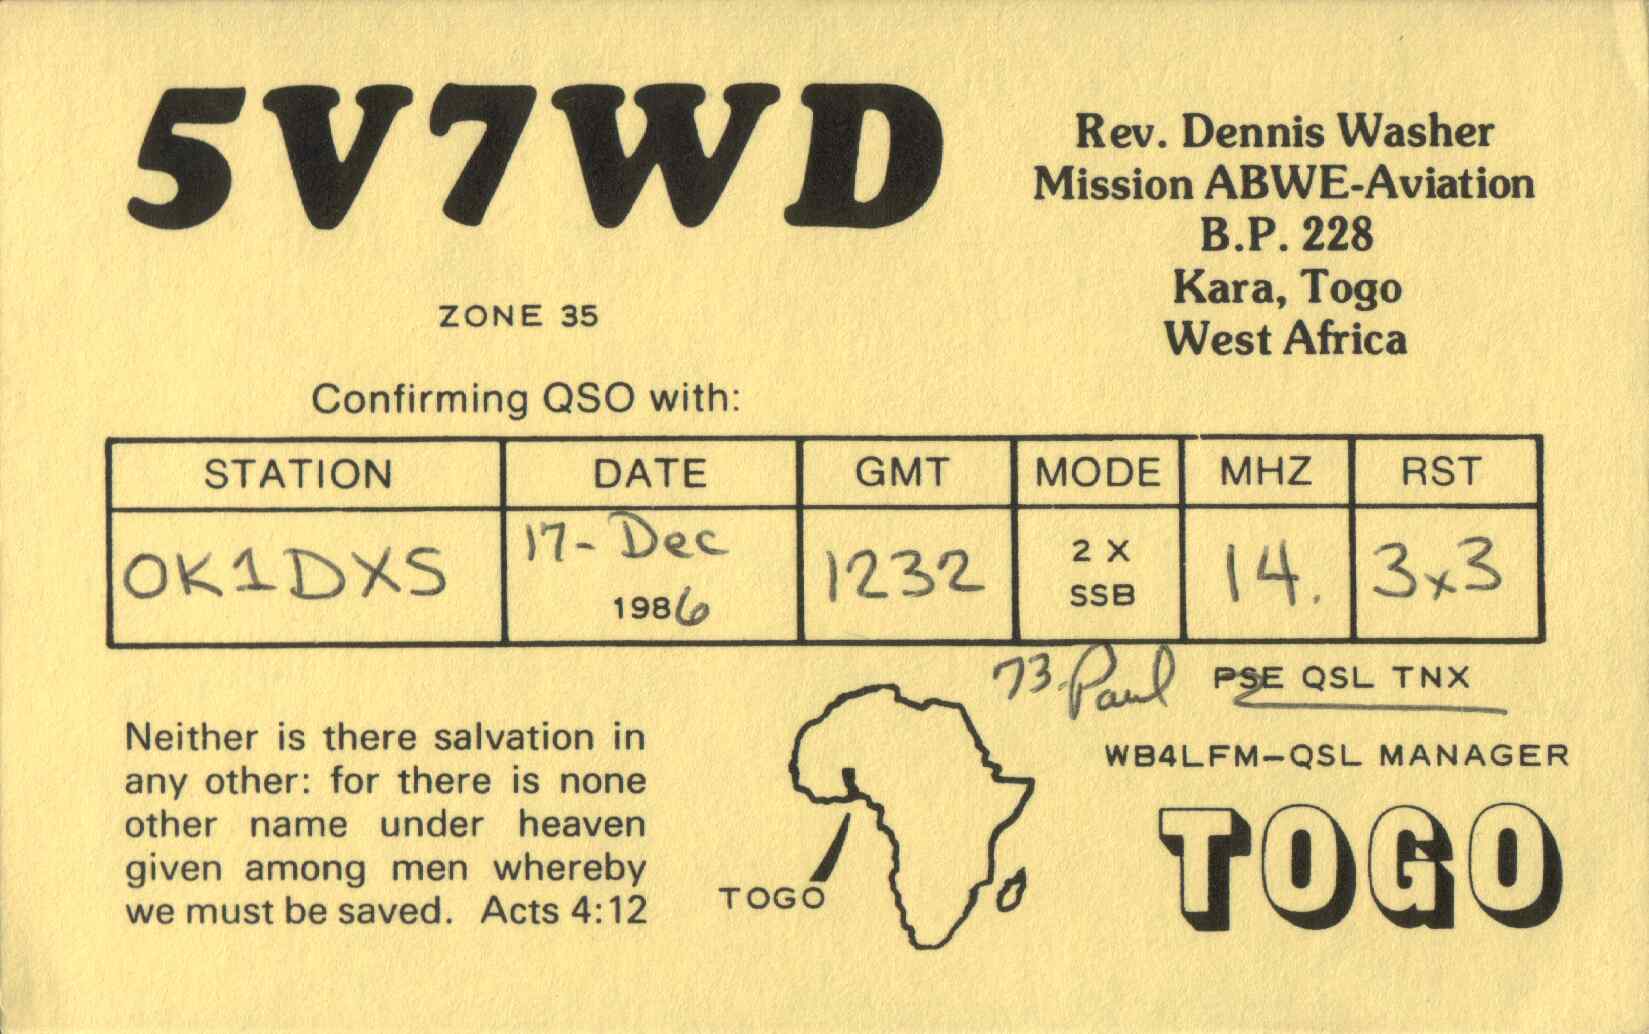 5V7WD
Rev. Dennis Washer
Mission ABWE-Aviation
B.P. 228
Kara, Togo
West Africa
ZONE 35
Confirming QSO with:
STATION DATE GMT MODE MHZ RST
OK1DXS 17-Dec 1986 1232 2 X SSB 14. 3x3
73-Paul PSE QSL TNX
WB4LFM-QSL MANAGER
Neither is there salvation in
any other: for there is none
other name under heaven
given among men whereby
we must be saved. Acts 4:12
TOGO
TOGO